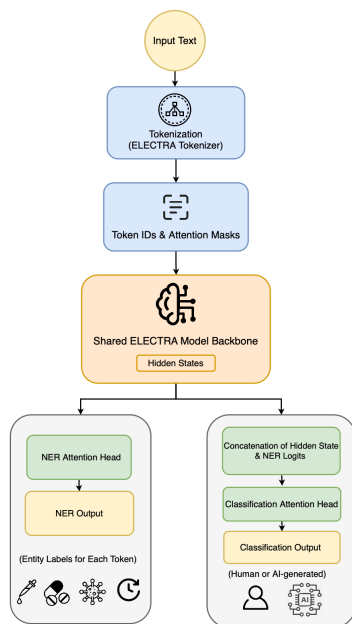 Input Text
Tokenization
(ELECTRA Tokenizer)
Token IDs & Attention Masks
Shared ELECTRA Model Backbone
Hidden States
NER Attention Head
NER Output
(Entity Labels for Each Token)
Concatenation of Hidden State
& NER Logits
Classification Attention Head
Classification Output
(Human or AI-generated)
AI